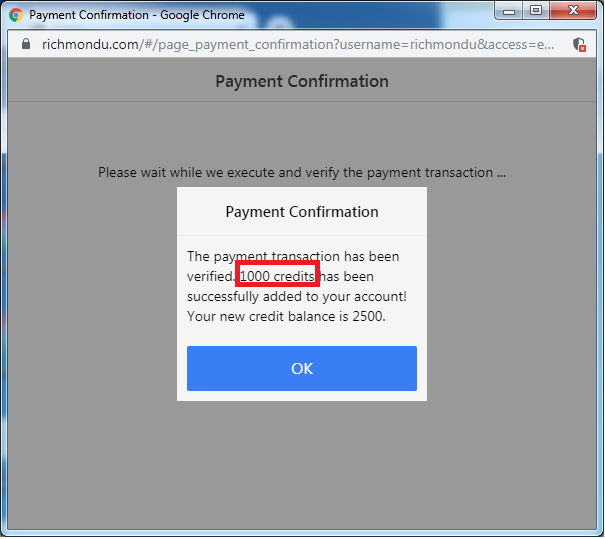 Payment Confirmation - Google Chrome
richmondu.com/#/page_payment_confirmation?username=richmondu&access=e...
Payment Confirmation
Please wait while we execute and verify the payment transaction ...
Payment Confirmation
The payment transaction has been
verified. 1000 credits has been
successfully added to your account!
Your new credit balance is 2500.
OK